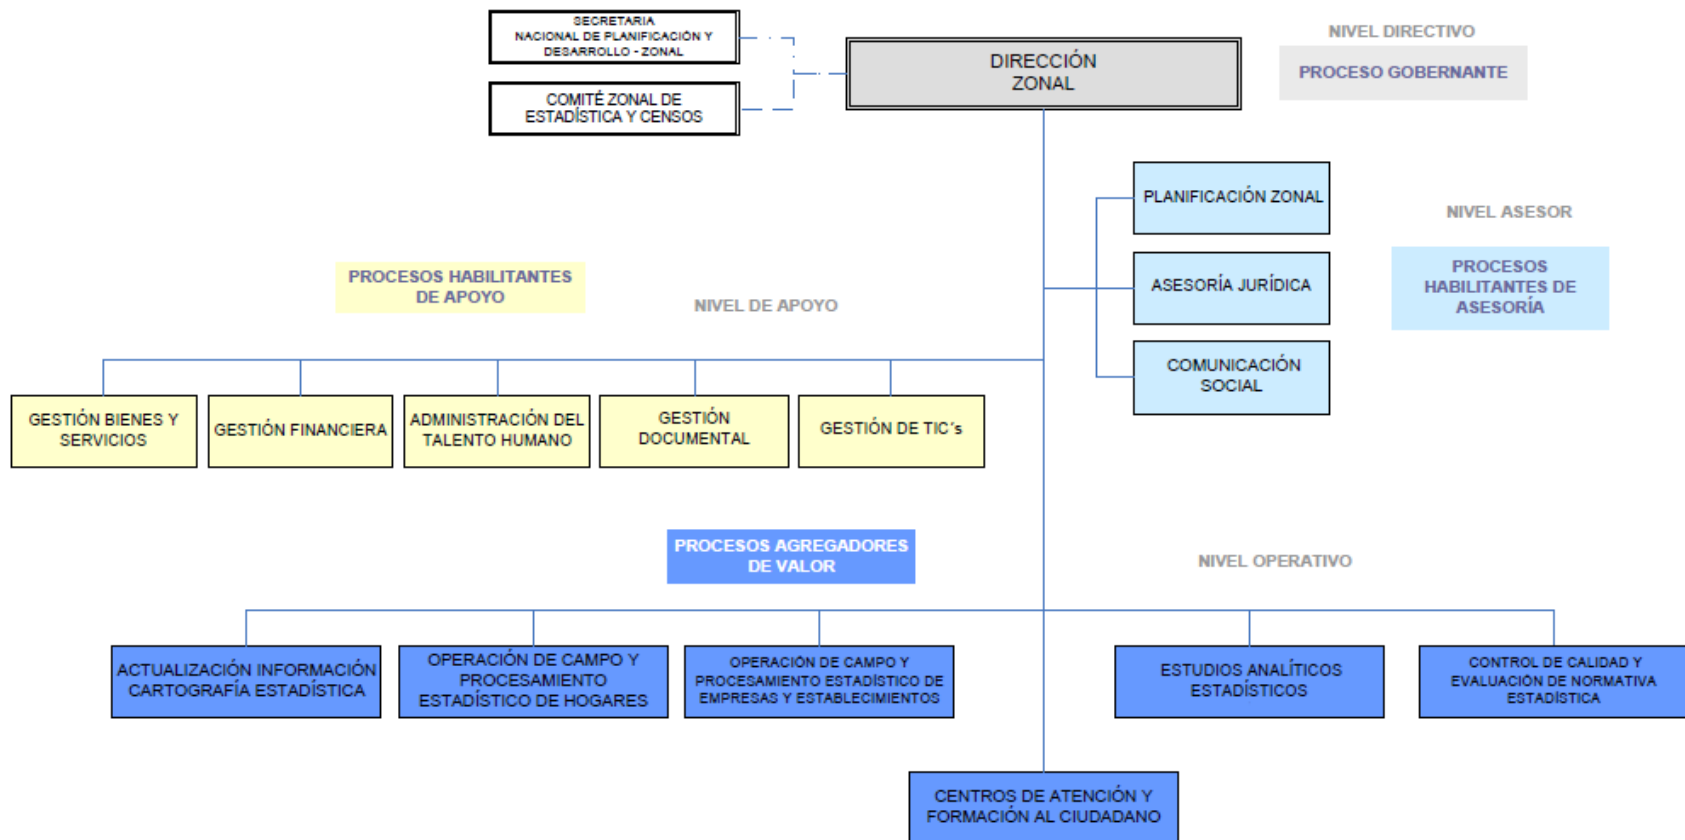 SECRETARIA
NACIONAL DE PLANIFICACIÓN Y
DESARROLLO - ZONAL
COMITÉ ZONAL DE
ESTADÍSTICA Y CENSOS
DIRECCIÓN
ZONAL
NIVEL DIRECTIVO
PROCESO GOBERNANTE
PLANIFICACIÓN ZONAL
ASESORÍA JURÍDICA
COMUNICACIÓN
SOCIAL
NIVEL ASESOR
PROCESOS
HABILITANTES DE
ASESORÍA
PROCESOS HABILITANTES
DE APOYO
NIVEL DE APOYO
GESTIÓN BIENES Y
SERVICIOS
GESTIÓN FINANCIERA
ADMINISTRACIÓN DEL
TALENTO HUMANO
GESTIÓN
DOCUMENTAL
GESTIÓN DE TIC´s
PROCESOS AGREGADORES
DE VALOR
NIVEL OPERATIVO
ACTUALIZACIÓN INFORMACIÓN
CARTOGRAFÍA ESTADÍSTICA
OPERACIÓN DE CAMPO Y
PROCESAMIENTO
ESTADÍSTICO DE HOGARES
OPERACIÓN DE CAMPO Y
PROCESAMIENTO ESTADÍSTICO DE
EMPRESAS Y ESTABLECIMIENTOS
ESTUDIOS ANALÍTICOS
ESTADÍSTICOS
CONTROL DE CALIDAD Y
EVALUACIÓN DE NORMATIVA
ESTADÍSTICA
CENTROS DE ATENCIÓN Y
FORMACIÓN AL CIUDADANO